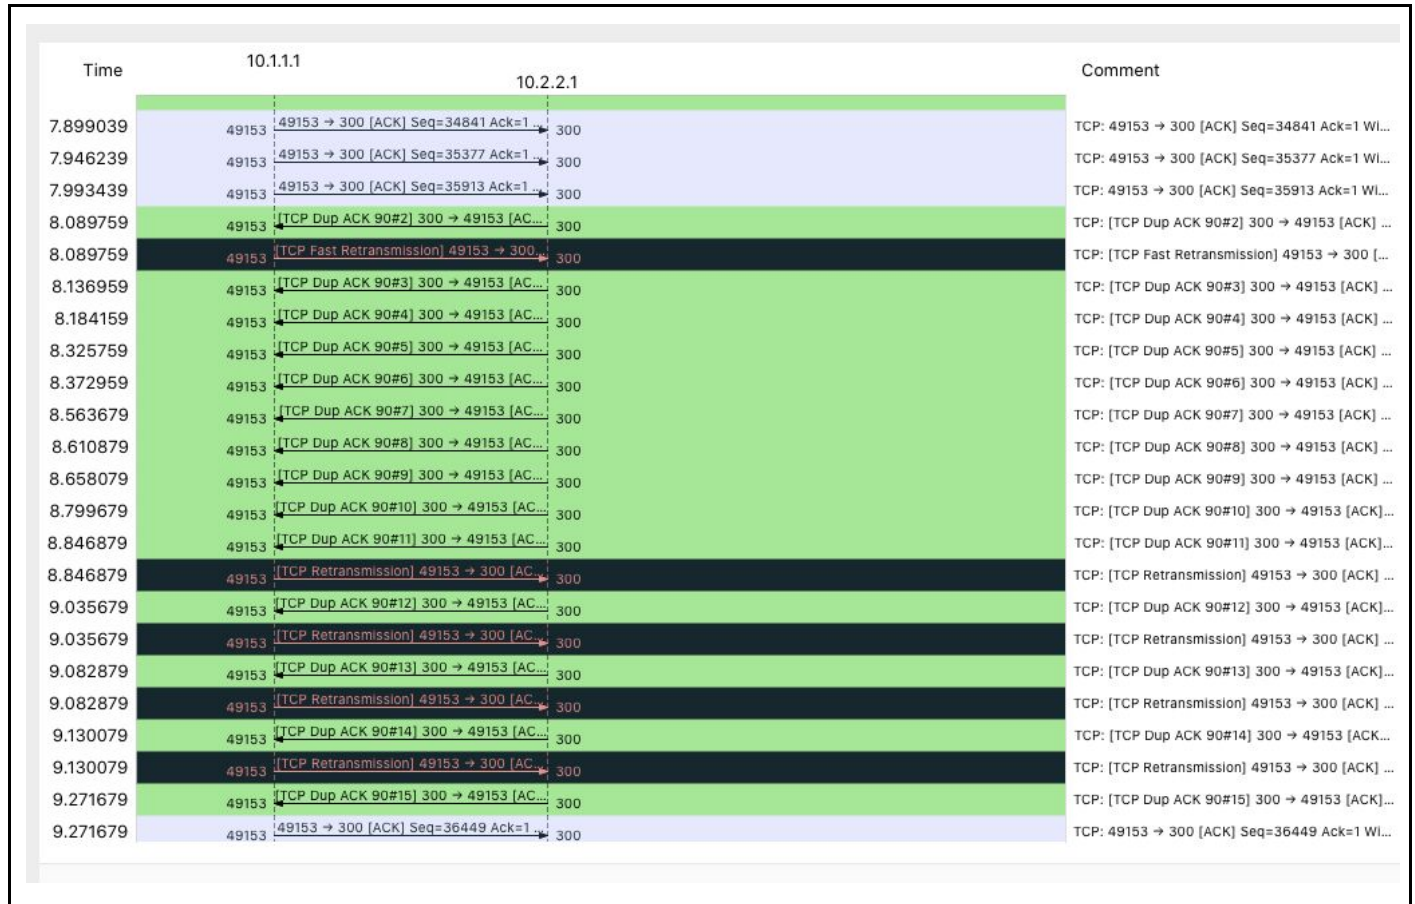 Time 10.1.1.1 10.2.2.1 Comment
7.899039 49153 49153 → 300 [ACK] Seq=34841 Ack=1 ... 300 TCP: 49153 → 300 [ACK] Seq=34841 Ack=1 Wi...
7.946239 49153 49153 → 300 [ACK] Seq=35377 Ack=1 ... 300 TCP: 49153 → 300 [ACK] Seq=35377 Ack=1 Wi...
7.993439 49153 49153 → 300 [ACK] Seq=35913 Ack=1 ... 300 TCP: 49153 → 300 [ACK] Seq=35913 Ack=1 Wi...
8.089759 49153 [TCP Dup ACK 90#2] 300 → 49153 [AC... 300 TCP: [TCP Dup ACK 90#2] 300 → 49153 [ACK] ...
8.089759 49153 [TCP Fast Retransmission] 49153 → 300... 300 TCP: [TCP Fast Retransmission] 49153 → 300 [...
8.136959 49153 [TCP Dup ACK 90#3] 300 → 49153 [AC... 300 TCP: [TCP Dup ACK 90#3] 300 → 49153 [ACK] ...
8.184159 49153 [TCP Dup ACK 90#4] 300 → 49153 [AC... 300 TCP: [TCP Dup ACK 90#4] 300 → 49153 [ACK] ...
8.325759 49153 [TCP Dup ACK 90#5] 300 → 49153 [AC... 300 TCP: [TCP Dup ACK 90#5] 300 → 49153 [ACK] ...
8.372959 49153 [TCP Dup ACK 90#6] 300 → 49153 [AC... 300 TCP: [TCP Dup ACK 90#6] 300 → 49153 [ACK] ...
8.563679 49153 [TCP Dup ACK 90#7] 300 → 49153 [AC... 300 TCP: [TCP Dup ACK 90#7] 300 → 49153 [ACK] ...
8.610879 49153 [TCP Dup ACK 90#8] 300 → 49153 [AC... 300 TCP: [TCP Dup ACK 90#8] 300 → 49153 [ACK] ...
8.658079 49153 [TCP Dup ACK 90#9] 300 → 49153 [AC... 300 TCP: [TCP Dup ACK 90#9] 300 → 49153 [ACK] ...
8.799679 49153 [TCP Dup ACK 90#10] 300 → 49153 [AC... 300 TCP: [TCP Dup ACK 90#10] 300 → 49153 [ACK]...
8.846879 49153 [TCP Dup ACK 90#11] 300 → 49153 [AC... 300 TCP: [TCP Dup ACK 90#11] 300 → 49153 [ACK]...
8.846879 49153 [TCP Retransmission] 49153 → 300 [AC... 300 TCP: [TCP Retransmission] 49153 → 300 [ACK] ...
9.035679 49153 [TCP Dup ACK 90#12] 300 → 49153 [AC... 300 TCP: [TCP Dup ACK 90#12] 300 → 49153 [ACK]...
9.035679 49153 [TCP Retransmission] 49153 → 300 [AC... 300 TCP: [TCP Retransmission] 49153 → 300 [ACK] ...
9.082879 49153 [TCP Dup ACK 90#13] 300 → 49153 [AC... 300 TCP: [TCP Dup ACK 90#13] 300 → 49153 [ACK]...
9.082879 49153 [TCP Retransmission] 49153 → 300 [AC... 300 TCP: [TCP Retransmission] 49153 → 300 [ACK] ...
9.130079 49153 [TCP Dup ACK 90#14] 300 → 49153 [AC... 300 TCP: [TCP Dup ACK 90#14] 300 → 49153 [ACK...
9.130079 49153 [TCP Retransmission] 49153 → 300 [AC... 300 TCP: [TCP Retransmission] 49153 → 300 [ACK] ...
9.271679 49153 [TCP Dup ACK 90#15] 300 → 49153 [AC... 300 TCP: [TCP Dup ACK 90#15] 300 → 49153 [ACK]...
9.271679 49153 49153 → 300 [ACK] Seq=36449 Ack=1 ... 300 TCP: 49153 → 300 [ACK] Seq=36449 Ack=1 Wi...